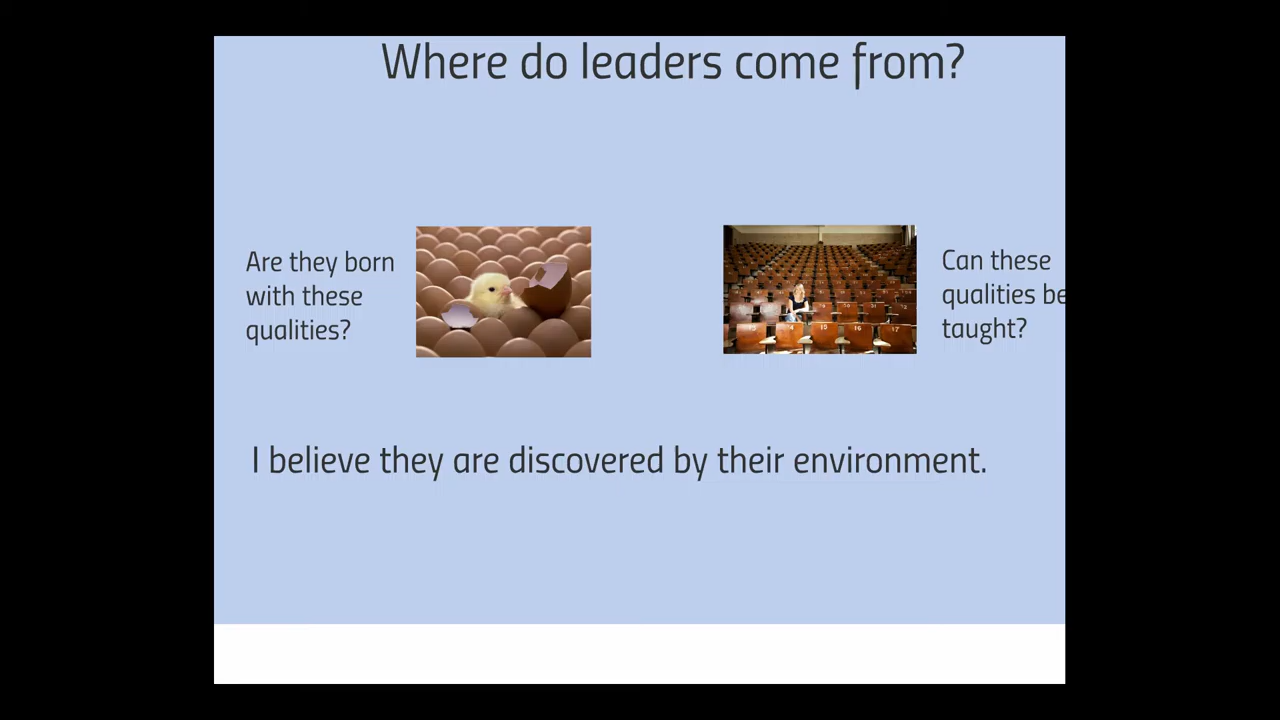 Where do leaders come from?
Are they born
with these
qualities?
Can these
qualities be
taught?
I believe they are discovered by their environment.